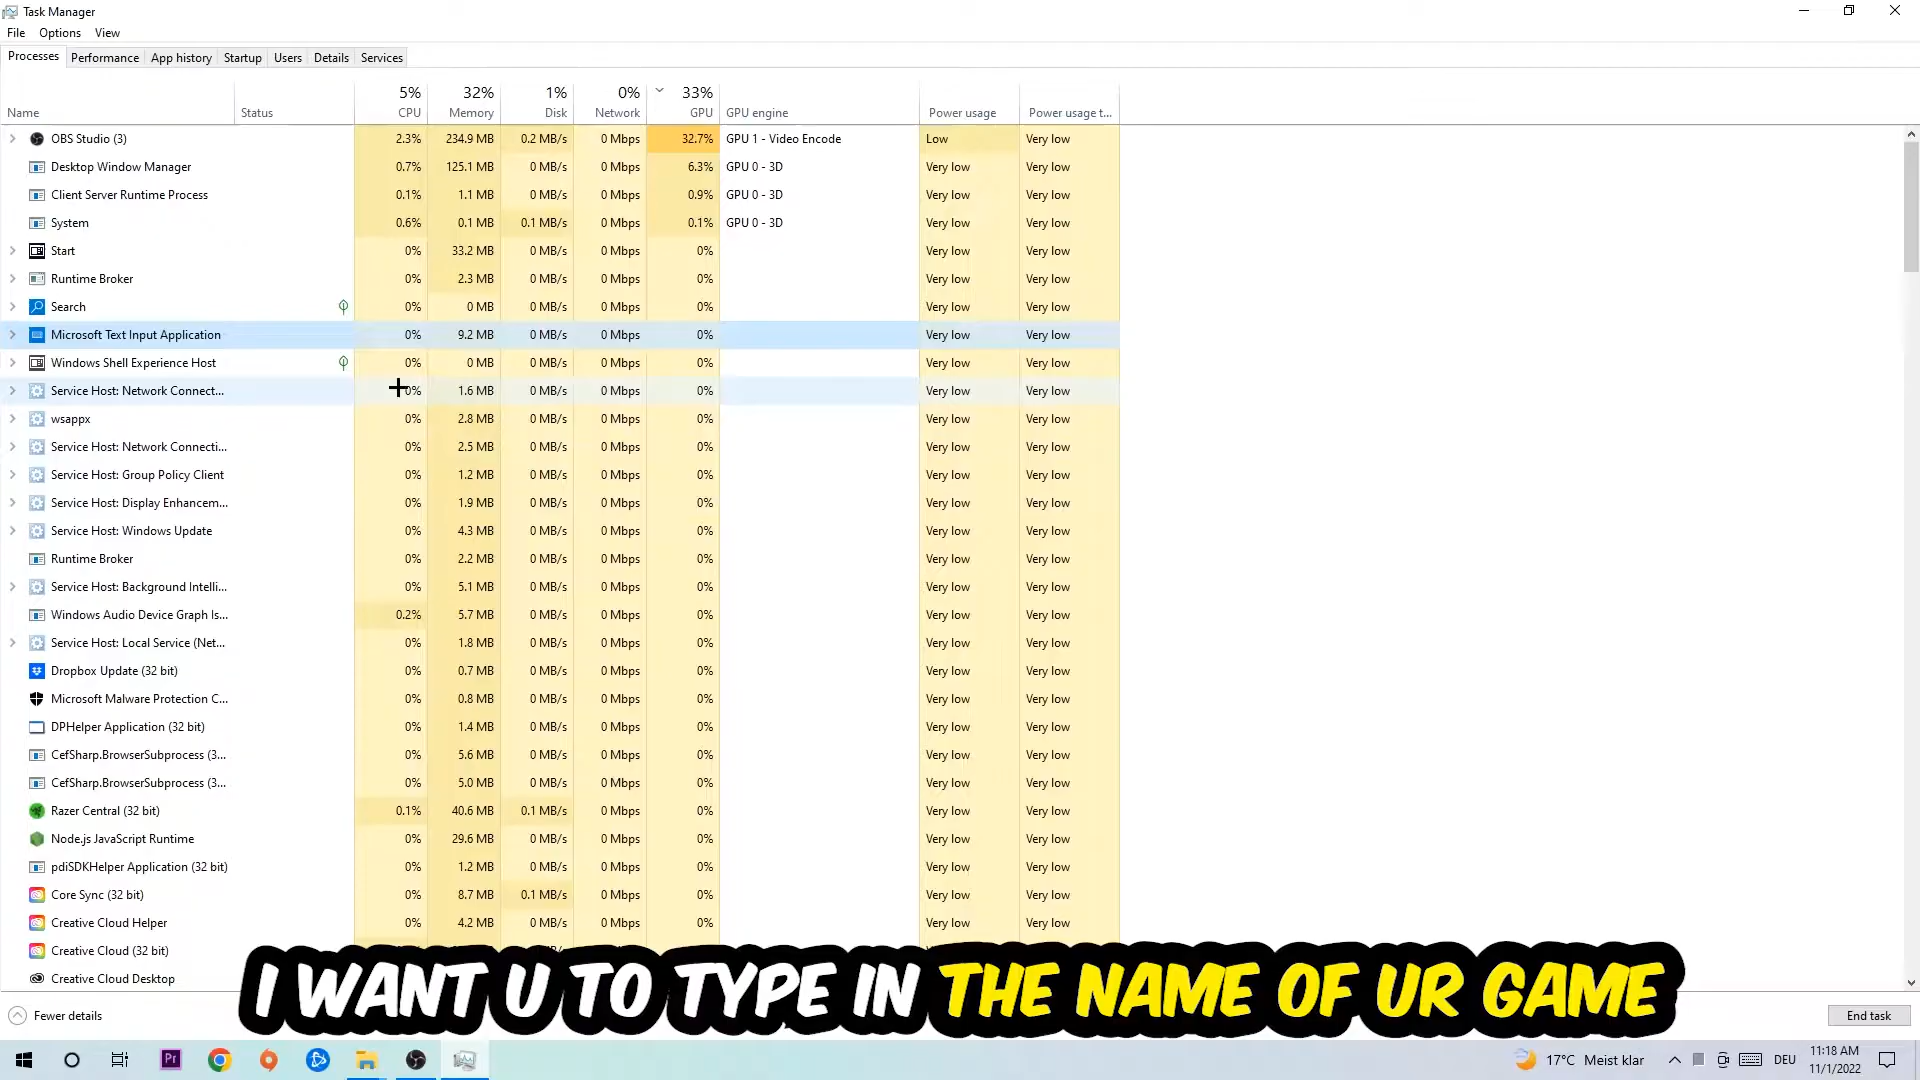 Task Manager
File Options View
Processes Performance App history Startup Users Details Services
5% 32% 1% 0% 33%
Name Status CPU Memory Disk Network GPU GPU engine Power usage Power usage t...
OBS Studio (3) 2.3% 234.9 MB 0.2 MB/s 0 Mbps 32.7% GPU 1 - Video Encode Low Very low
Desktop Window Manager 0.7% 125.1 MB 0 MB/s 0 Mbps 6.3% GPU 0 - 3D Very low Very low
Client Server Runtime Process 0.1% 1.1 MB 0 MB/s 0 Mbps 0.9% GPU 0 - 3D Very low Very low
System 0.6% 0.1 MB 0.1 MB/s 0 Mbps 0.1% GPU 0 - 3D Very low Very low
Start 0% 33.2 MB 0 MB/s 0 Mbps 0% Very low Very low
Runtime Broker 0% 2.3 MB 0 MB/s 0 Mbps 0% Very low Very low
Search 0% 0 MB 0 MB/s 0 Mbps 0% Very low Very low
Microsoft Text Input Application 0% 9.2 MB 0 MB/s 0 Mbps 0% Very low Very low
Windows Shell Experience Host 0% 0 MB 0 MB/s 0 Mbps 0% Very low Very low
Service Host: Network Connect... 0% 1.6 MB 0 MB/s 0 Mbps 0% Very low Very low
wsappx 0% 2.8 MB 0 MB/s 0 Mbps 0% Very low Very low
Service Host: Network Connecti... 0% 2.5 MB 0 MB/s 0 Mbps 0% Very low Very low
Service Host: Group Policy Client 0% 1.2 MB 0 MB/s 0 Mbps 0% Very low Very low
Service Host: Display Enhancem... 0% 1.9 MB 0 MB/s 0 Mbps 0% Very low Very low
Service Host: Windows Update 0% 4.3 MB 0 MB/s 0 Mbps 0% Very low Very low
Runtime Broker 0% 2.2 MB 0 MB/s 0 Mbps 0% Very low Very low
Service Host: Background Intelli... 0% 5.1 MB 0 MB/s 0 Mbps 0% Very low Very low
Windows Audio Device Graph Is... 0.2% 5.7 MB 0 MB/s 0 Mbps 0% Very low Very low
Service Host: Local Service (Net... 0% 1.8 MB 0 MB/s 0 Mbps 0% Very low Very low
Dropbox Update (32 bit) 0% 0.7 MB 0 MB/s 0 Mbps 0% Very low Very low
Microsoft Malware Protection C... 0% 0.8 MB 0 MB/s 0 Mbps 0% Very low Very low
DPHelper Application (32 bit) 0% 1.4 MB 0 MB/s 0 Mbps 0% Very low Very low
CefSharp.BrowserSubprocess (3... 0% 5.6 MB 0 MB/s 0 Mbps 0% Very low Very low
CefSharp.BrowserSubprocess (3... 0% 5.0 MB 0 MB/s 0 Mbps 0% Very low Very low
Razer Central (32 bit) 0.1% 40.6 MB 0.1 MB/s 0 Mbps 0% Very low Very low
Node.js JavaScript Runtime 0% 29.6 MB 0 MB/s 0 Mbps 0% Very low Very low
pdiSDKHelper Application (32 bit) 0% 1.2 MB 0 MB/s 0 Mbps 0% Very low Very low
Core Sync (32 bit) 0% 8.7 MB 0.1 MB/s 0 Mbps 0% Very low Very low
Creative Cloud Helper 0% 4.2 MB 0 MB/s 0 Mbps 0% Very low Very low
Creative Cloud (32 bit)
Creative Cloud Desktop
I WANT U TO TYPE IN THE NAME OF UR GAME
Fewer details End task
Pr 17°C Meist klar DEU 11:18 AM
11/1/2022